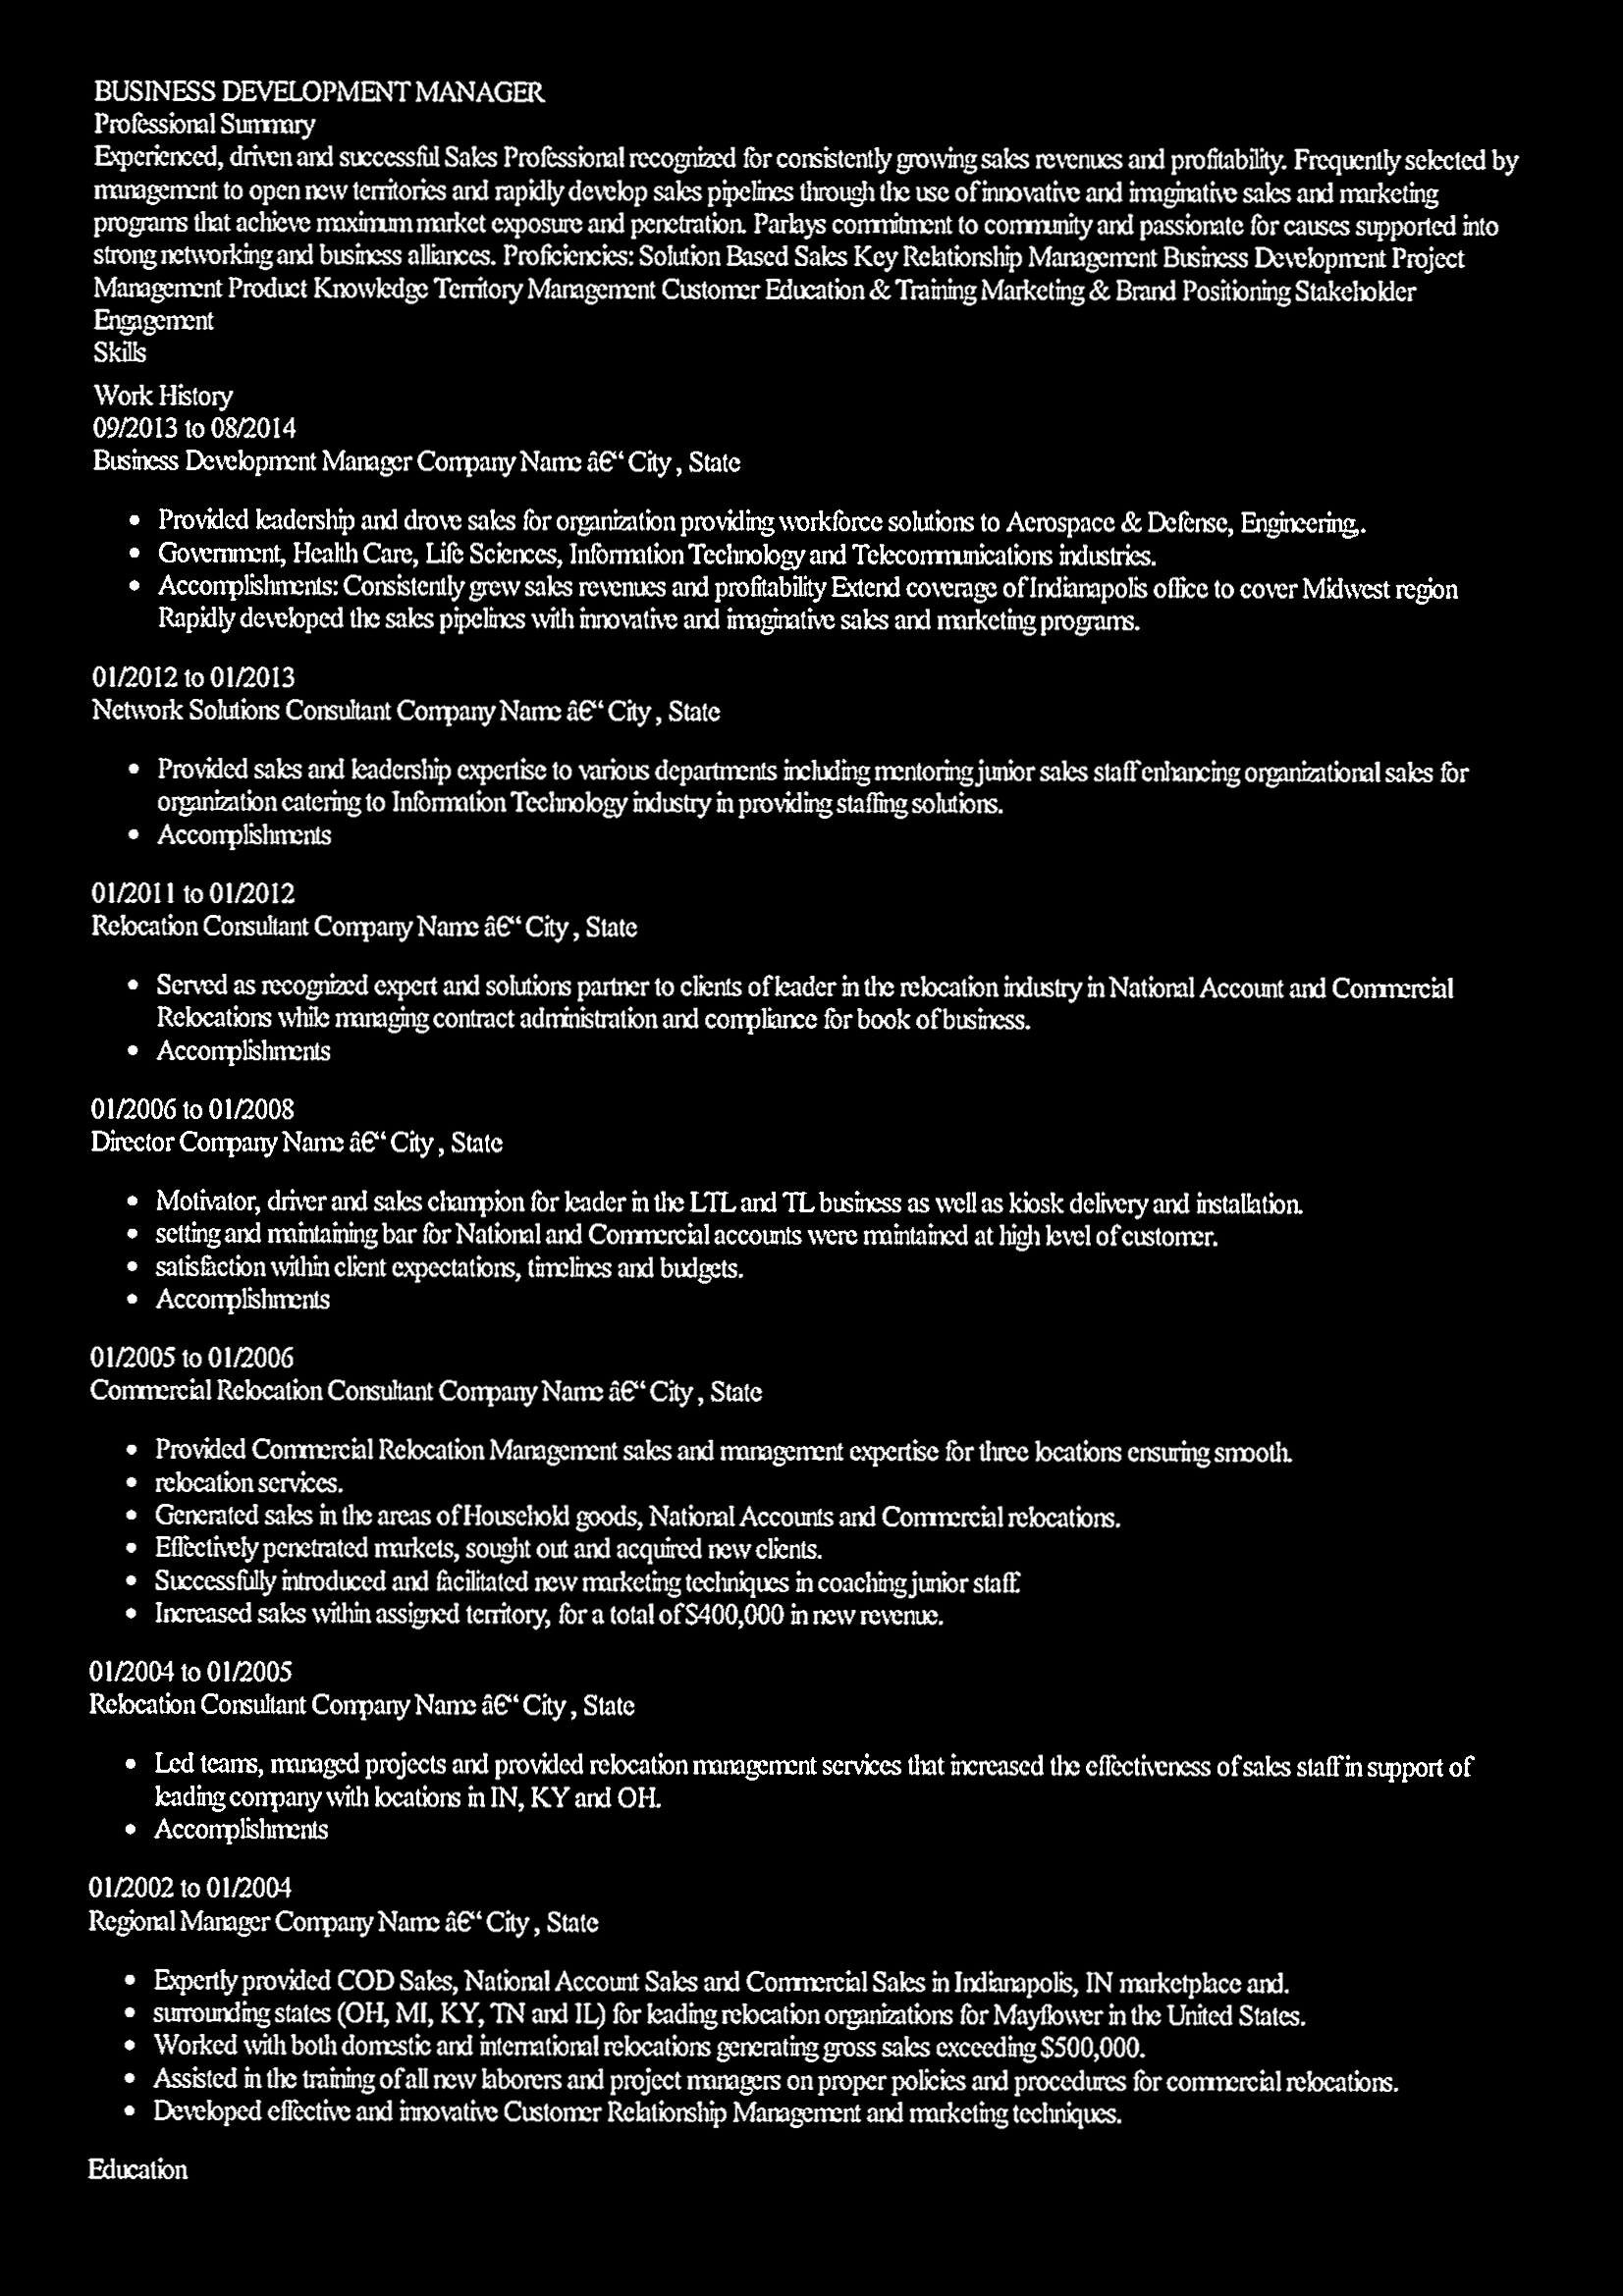 BUSINESS DEVELOPMENT MANAGER
Professional Summary
Experienced, driven and successful Sales Professional recognized for consistently growing sales revenues and profitability. Frequently selected by
management to open new territories and rapidly develop sales pipelines through the use of innovative and imaginative sales and marketing
programs that achieve maximum market exposure and penetration. Parlays commitment to community and passionate for causes supported into
strong networking and business alliances. Proficiencies: Solution Based Sales Key Relationship Management Business Development Project
Management Product Knowledge Territory Management Customer Education & Training Marketing & Brand Positioning Stakeholder
Engagement
Skills
Work History
09/2013 to 08/2014
Business Development Manager Company Name â€“ City , State
• Provided leadership and drove sales for organization providing workforce solutions to Aerospace & Defense, Engineering,.
• Government, Health Care, Life Sciences, Information Technology and Telecommunications industries.
• Accomplishments: Consistently grew sales revenues and profitability Extend coverage of Indianapolis office to cover Midwest region
Rapidly developed the sales pipelines with innovative and imaginative sales and marketing programs.
01/2012 to 01/2013
Network Solutions Consultant Company Name â€“ City , State
• Provided sales and leadership expertise to various departments including mentoring junior sales staff enhancing organizational sales for
organization catering to Information Technology industry in providing staffing solutions.
• Accomplishments
01/2011 to 01/2012
Relocation Consultant Company Name â€“ City , State
• Served as recognized expert and solutions partner to clients of leader in the relocation industry in National Account and Commercial
Relocations while managing contract administration and compliance for book of business.
• Accomplishments
01/2006 to 01/2008
Director Company Name â€“ City , State
• Motivator, driver and sales champion for leader in the LTL and TL business as well as kiosk delivery and installation.
• setting and maintaining bar for National and Commercial accounts were maintained at high level of customer.
• satisfaction within client expectations, timelines and budgets.
• Accomplishments
01/2005 to 01/2006
Commercial Relocation Consultant Company Name â€“ City , State
• Provided Commercial Relocation Management sales and management expertise for three locations ensuring smooth.
• relocation services.
• Generated sales in the areas of Household goods, National Accounts and Commercial relocations.
• Effectively penetrated markets, sought out and acquired new clients.
• Successfully introduced and facilitated new marketing techniques in coaching junior staff.
• Increased sales within assigned territory, for a total of $400,000 in new revenue.
01/2004 to 01/2005
Relocation Consultant Company Name â€“ City , State
• Led teams, managed projects and provided relocation management services that increased the effectiveness of sales staff in support of
leading company with locations in IN, KY and OH.
• Accomplishments
01/2002 to 01/2004
Regional Manager Company Name â€“ City , State
• Expertly provided COD Sales, National Account Sales and Commercial Sales in Indianapolis, IN marketplace and.
• surrounding states (OH, MI, KY, TN and IL) for leading relocation organizations for Mayflower in the United States.
• Worked with both domestic and international relocations generating gross sales exceeding $500,000.
• Assisted in the training of all new laborers and project managers on proper policies and procedures for commercial relocations.
• Developed effective and innovative Customer Relationship Management and marketing techniques.
Education